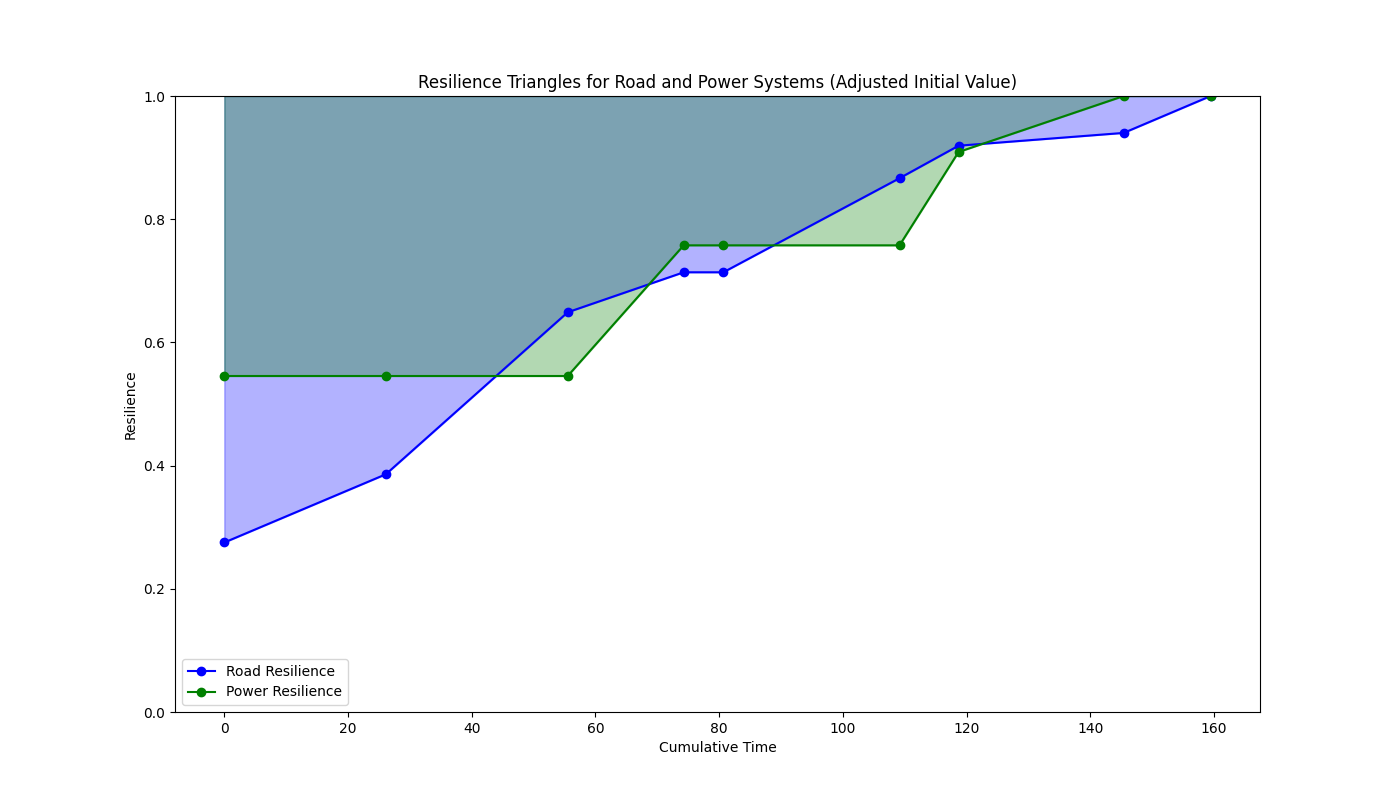 Resilience Triangles for Road and Power Systems (Adjusted Initial Value)
1.0
0.8
0.6
0.4
0.2
0.0
Resilience
Road Resilience
Power Resilience
0 20 40 60 80 100 120 140 160
Cumulative Time